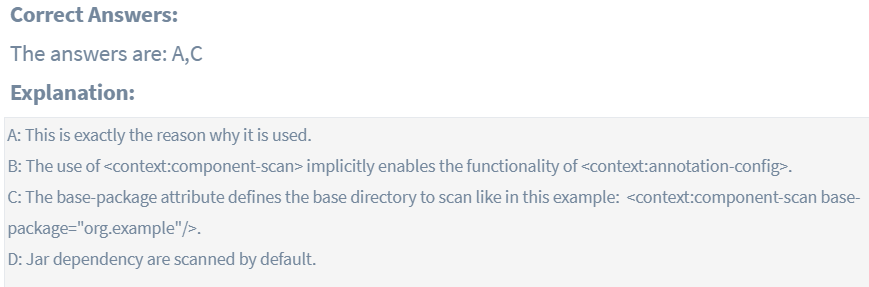 Correct Answers:
The answers are: A,C
Explanation:
A: This is exactly the reason why it is used.
B: The use of <context:component-scan> implicitly enables the functionality of <context:annotation-config>.
C: The base-package attribute defines the base directory to scan like in this example:  <context:component-scan base-
package="org.example"/>.
D: Jar dependency are scanned by default.